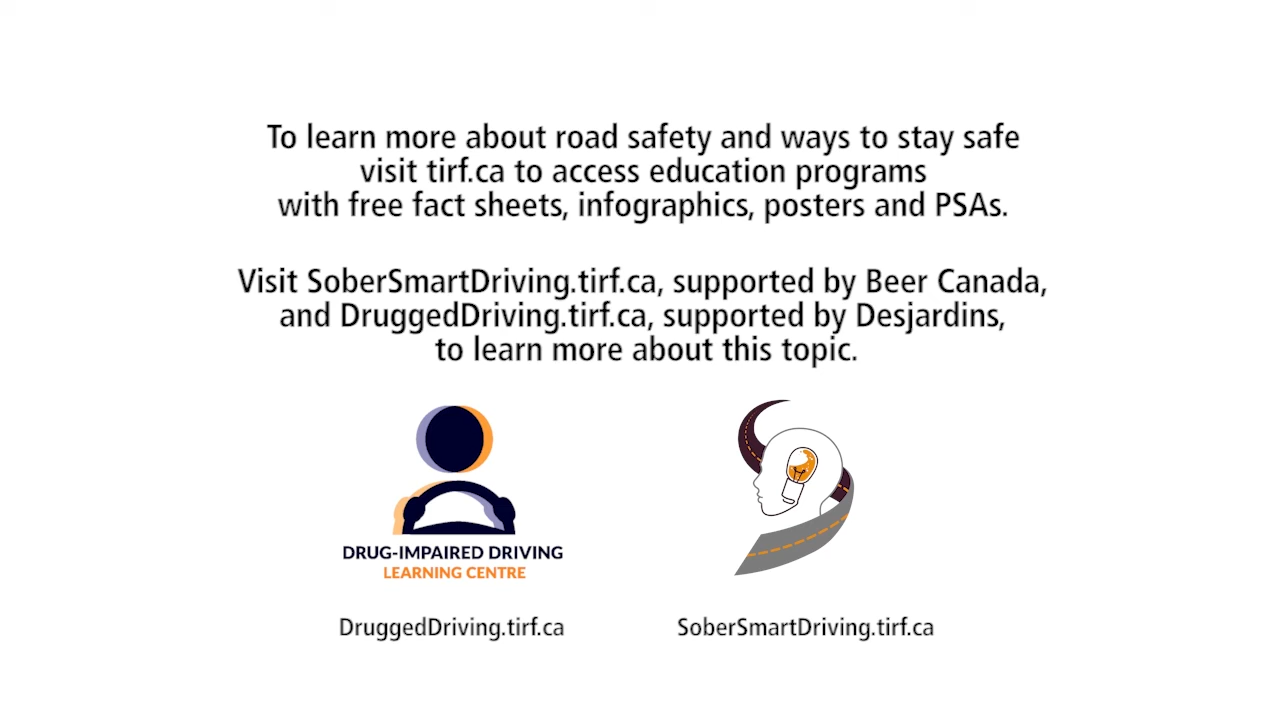 To learn more about road safety and ways to stay safe
visit tirf.ca to access education programs
with free fact sheets, infographics, posters and PSAs.
Visit SoberSmartDriving.tirf.ca, supported by Beer Canada,
and DruggedDriving.tirf.ca, supported by Desjardins,
to learn more about this topic.
DRUG-IMPAIRED DRIVING
LEARNING CENTRE
DruggedDriving.tirf.ca
SoberSmartDriving.tirf.ca